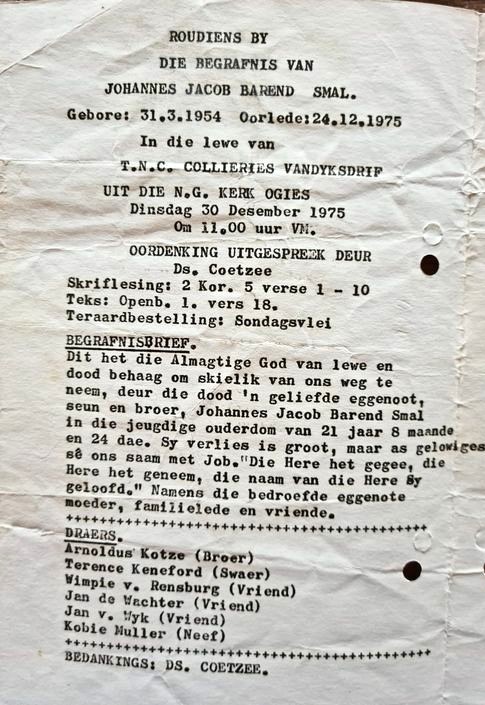 ROUDIENS BY
DIE BEGRAFNIS VAN
JOHANNES JACOB BAREND SMAL.
Gebore: 31.3.1954 Oorlede:24.12.1975
In die lewe van
T.N.C. COLLIERIES VANDYKSDRIF
UIT DIE N.G. KERK OGIES
Dinsdag 30 Desember 1975
Om 11.00 uur VM.
OORDENKING UITGESPREEK DEUR
Ds. Coetzee
Skriflesing: 2 Kor. 5 verse 1 - 10
Teks: Openb. 1. vers 18.
Teraardbestelling: Sondagsvlei
BEGRAFNISBRIEF.
Dit het die Almagtige God van lewe en
dood behaag om skielik van ons weg te
neem, deur die dood 'n geliefde eggenoot,
seun en broer, Johannes Jacob Barend Smal
in die jeugdige ouderdom van 21 jaar 8 maande
en 24 dae. Sy verlies is groot, maar as gelowiges
sê ons saam met Job."Die Here het gegee, die
Here het geneem, die naam van die Here Sy
geloofd." Namens die bedroefde eggenote
moeder, familielede en vriende.
++++++++++++++++++++++++++++++++++++++++++
DRAERS.
Arnoldus Kotze (Broer)
Terence Keneford (Swaer)
Wimpie v. Rensburg (Vriend)
Jan de Wachter (Vriend)
Jan v. Wyk (Vriend)
Kobie Muller (Neef)
++++++++++++++++++++++++++++++++++++++++++
BEDANKINGS: DS. COETZEE.